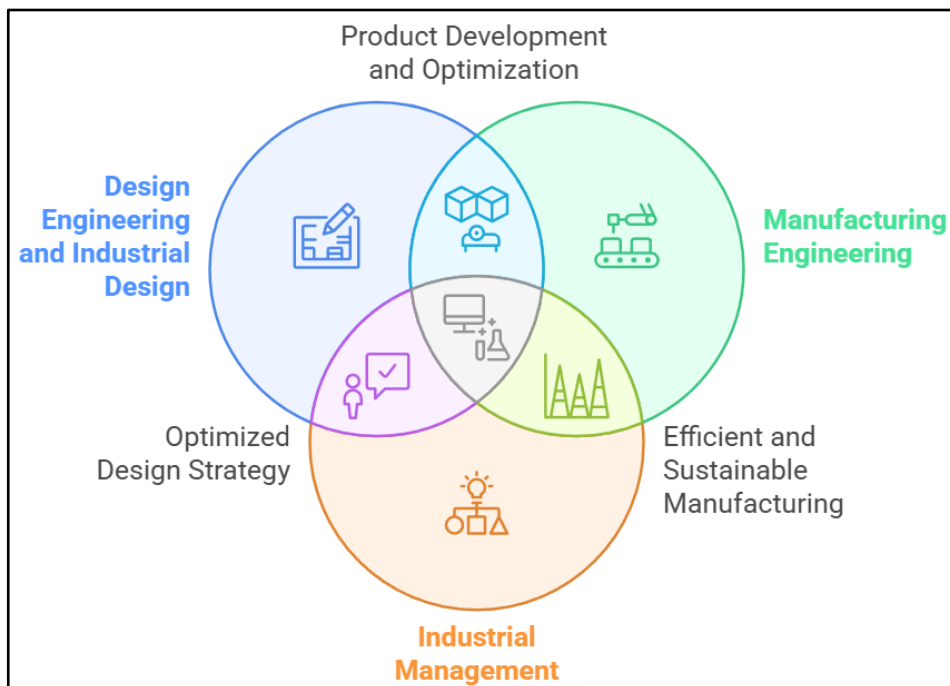 Product Development
and Optimization
Design
Engineering
and Industrial
Design
Manufacturing
Engineering
Optimized
Design Strategy
Efficient and
Sustainable
Manufacturing
Industrial
Management